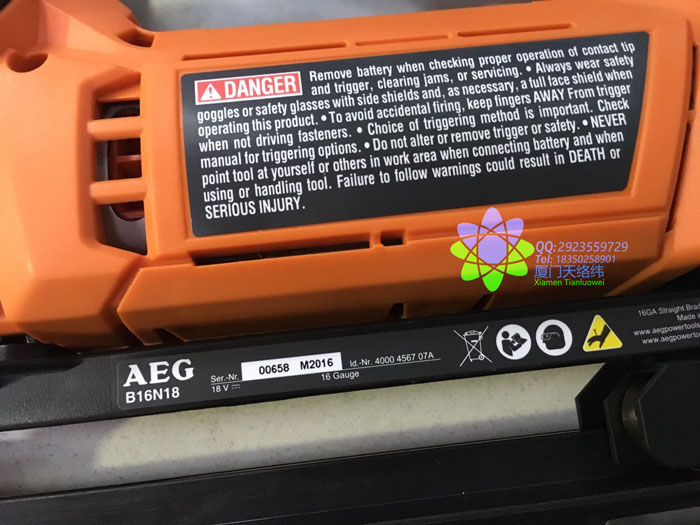 DANGER
Remove battery when checking proper operation of contact tip
and trigger, clearing jams, or servicing. • Always wear safety
goggles or safety glasses with side shields and, as necessary, a full face shield when
operating this product. • To avoid accidental firing, keep fingers AWAY From trigger
when not driving fasteners. • Choice of triggering method is important. Check
manual for triggering options. • Do not alter or remove trigger or safety. • NEVER
point tool at yourself or others in work area when connecting battery and when
using or handling tool. Failure to follow warnings could result in DEATH or
SERIOUS INJURY.
QQ:2923559729
Tel: 18350258901
厦门天络纬
Xiamen Tianluowei
AEG
B16N18
Ser.-Nr. 00658 M2016 Id.-Nr. 4000 4567 07A
18 V 16 Gauge
16GA Straight Brad
Made in
www.aegpowertool